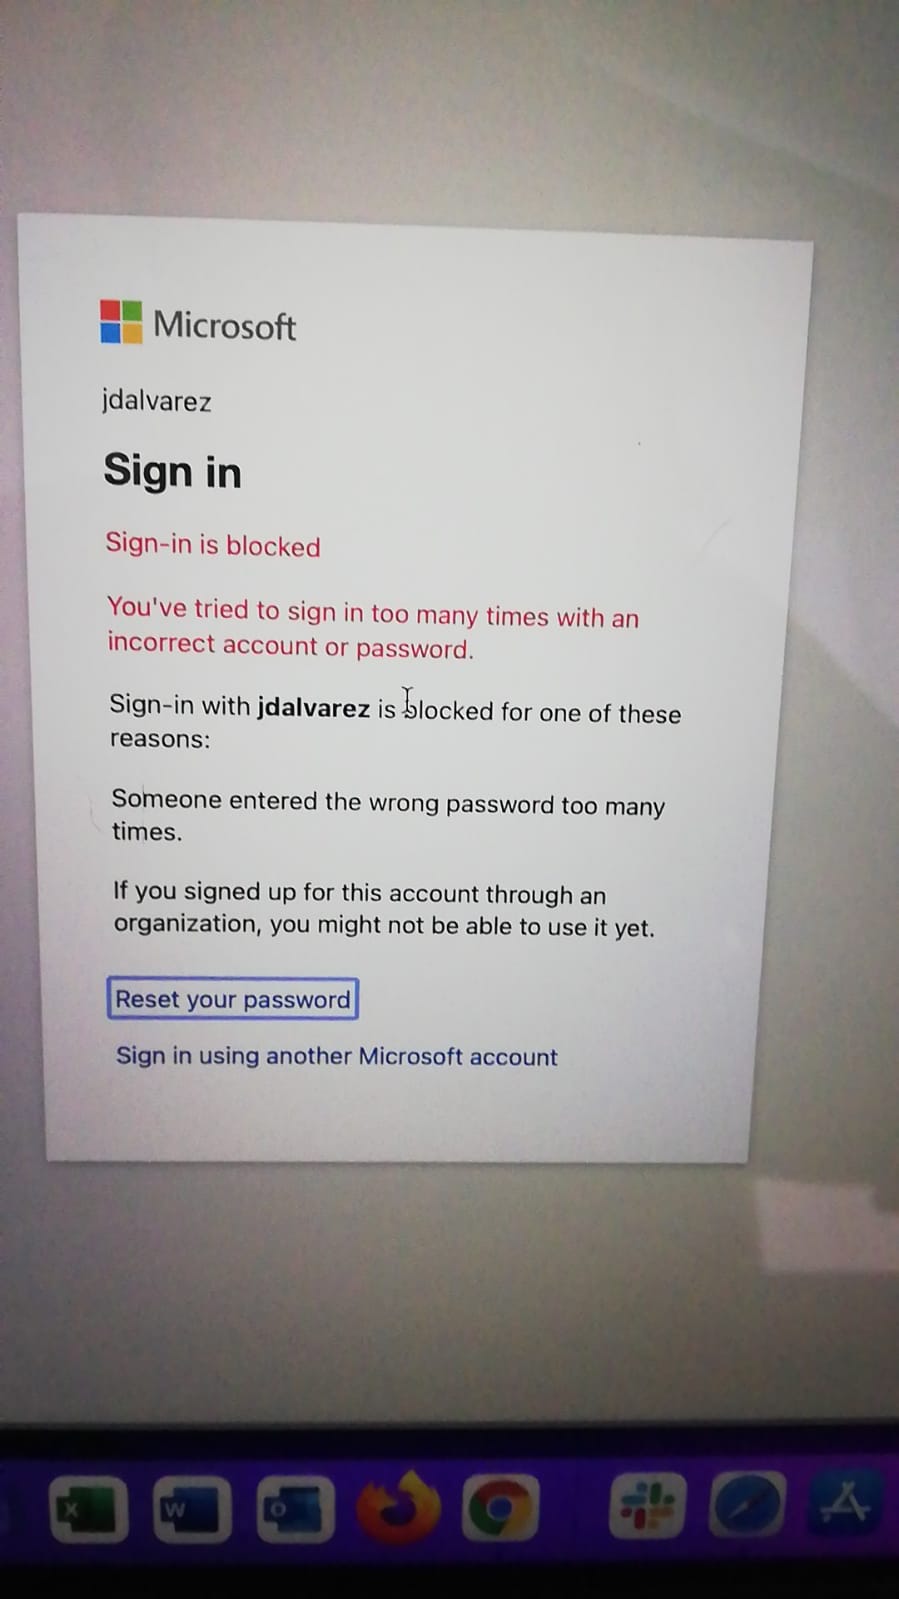 Microsoft
jdalvarez
Sign in
Sign-in is blocked
You've tried to sign in too many times with an
incorrect account or password.
Sign-in with jdalvarez is blocked for one of these
reasons:
Someone entered the wrong password too many
times.
If you signed up for this account through an
organization, you might not be able to use it yet.
Reset your password
Sign in using another Microsoft account
X W O